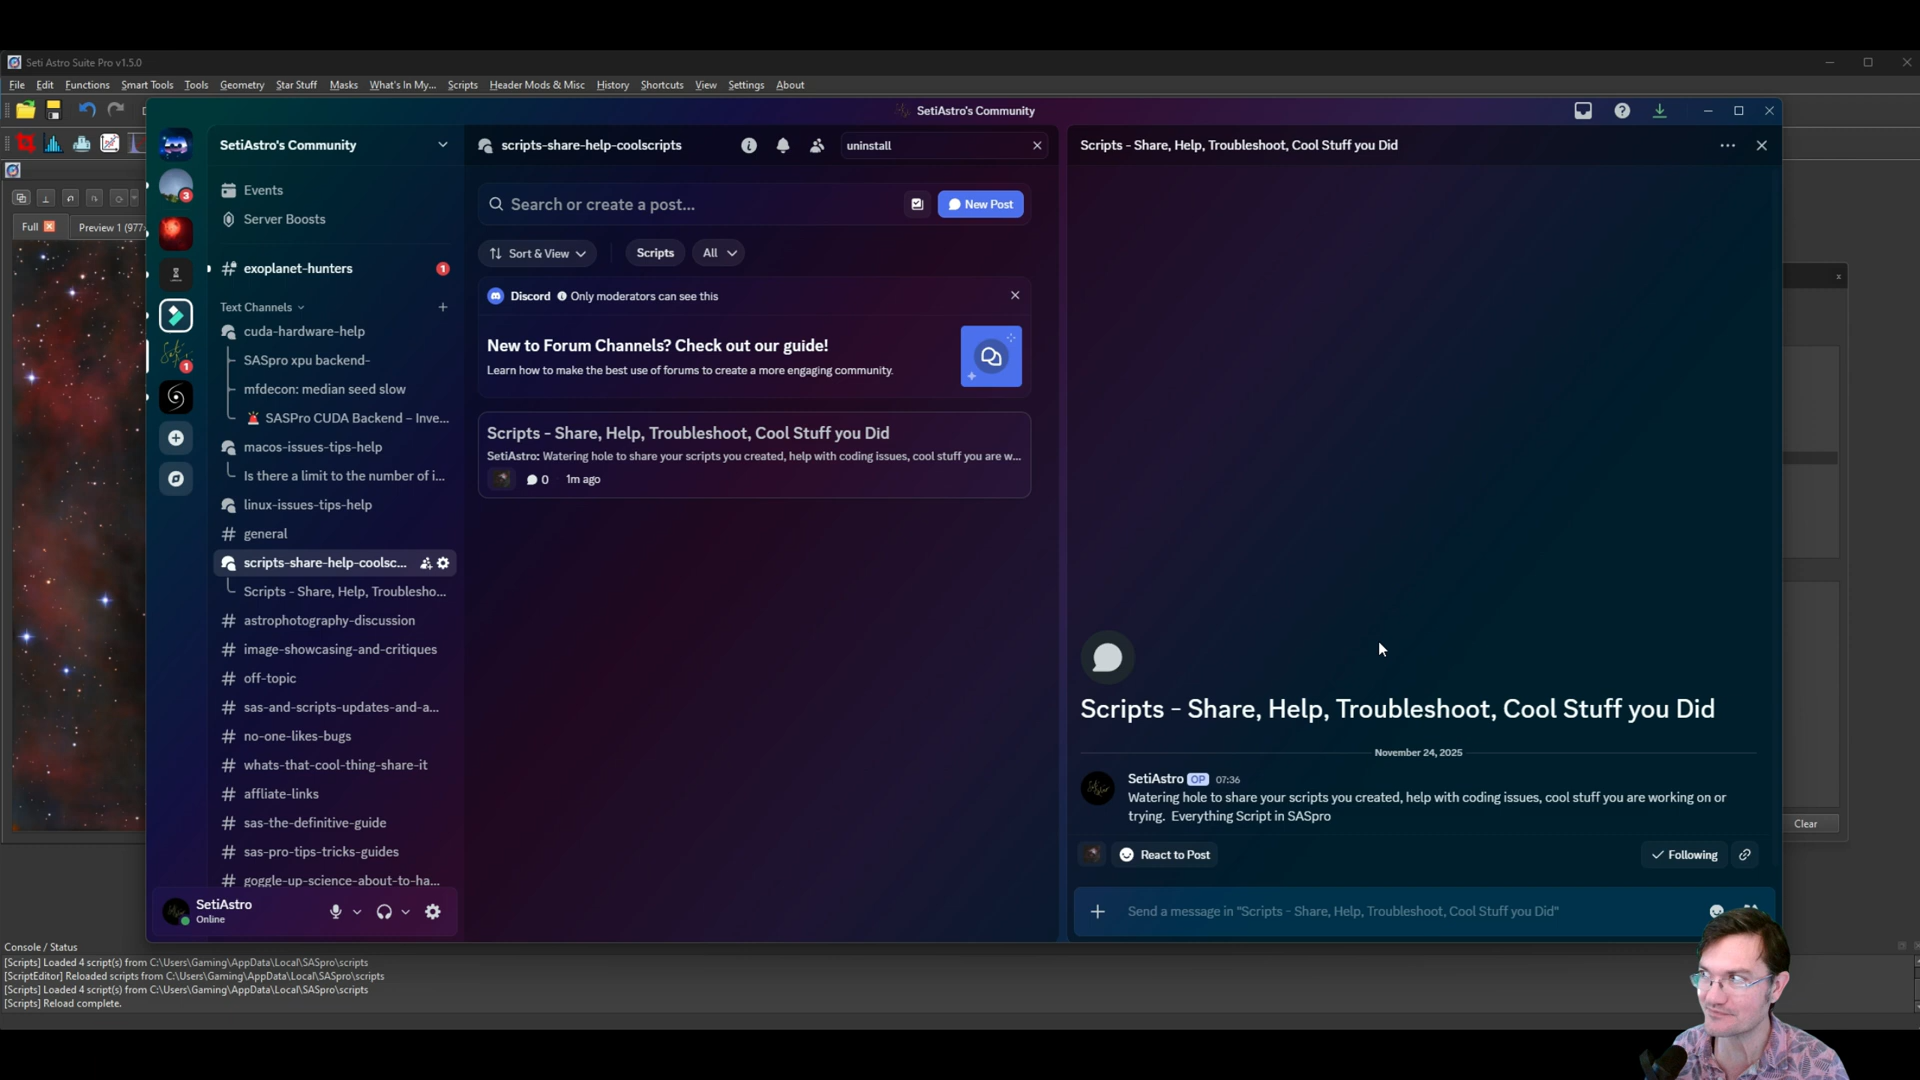 Seti Astro Suite Pro v1.5.0
File Edit Functions Smart Tools Tools Geometry Star Stuff Masks What's In My... Scripts Header Mods & Misc History Shortcuts View Settings About
SetiAstro's Community
SetiAstro's Community
scripts-share-help-coolscripts
uninstall
Scripts - Share, Help, Troubleshoot, Cool Stuff you Did
Events
Server Boosts
3
Search or create a post...
New Post
Full
Preview 1 (977
Sort & View
Scripts
All
exoplanet-hunters
1
Discord Only moderators can see this
Text Channels
cuda-hardware-help
New to Forum Channels? Check out our guide!
SASpro xpu backend-
1
Learn how to make the best use of forums to create a more engaging community.
mfdecon: median seed slow
SASPro CUDA Backend – Inve...
Scripts - Share, Help, Troubleshoot, Cool Stuff you Did
macos-issues-tips-help
SetiAstro: Watering hole to share your scripts you created, help with coding issues, cool stuff you are w...
Is there a limit to the number of i...
0
1m ago
linux-issues-tips-help
general
scripts-share-help-coolsc...
Scripts - Share, Help, Troublesho...
astrophotography-discussion
image-showcasing-and-critiques
off-topic
sas-and-scripts-updates-and-a...
Scripts - Share, Help, Troubleshoot, Cool Stuff you Did
no-one-likes-bugs
November 24, 2025
whats-that-cool-thing-share-it
SetiAstro OP 07:36
affliate-links
Watering hole to share your scripts you created, help with coding issues, cool stuff you are working on or
trying. Everything Script in SASpro
sas-the-definitive-guide
Clear
sas-pro-tips-tricks-guides
React to Post
Following
goggle-up-science-about-to-ha...
SetiAstro
Online
Send a message in "Scripts - Share, Help, Troubleshoot, Cool Stuff you Did"
Console / Status
[Scripts] Loaded 4 script(s) from C:\Users\Gaming\AppData\Local\SASpro\scripts
[ScriptEditor] Reloaded scripts from C:\Users\Gaming\AppData\Local\SASpro\scripts
[Scripts] Loaded 4 script(s) from C:\Users\Gaming\AppData\Local\SASpro\scripts
[Scripts] Reload complete.